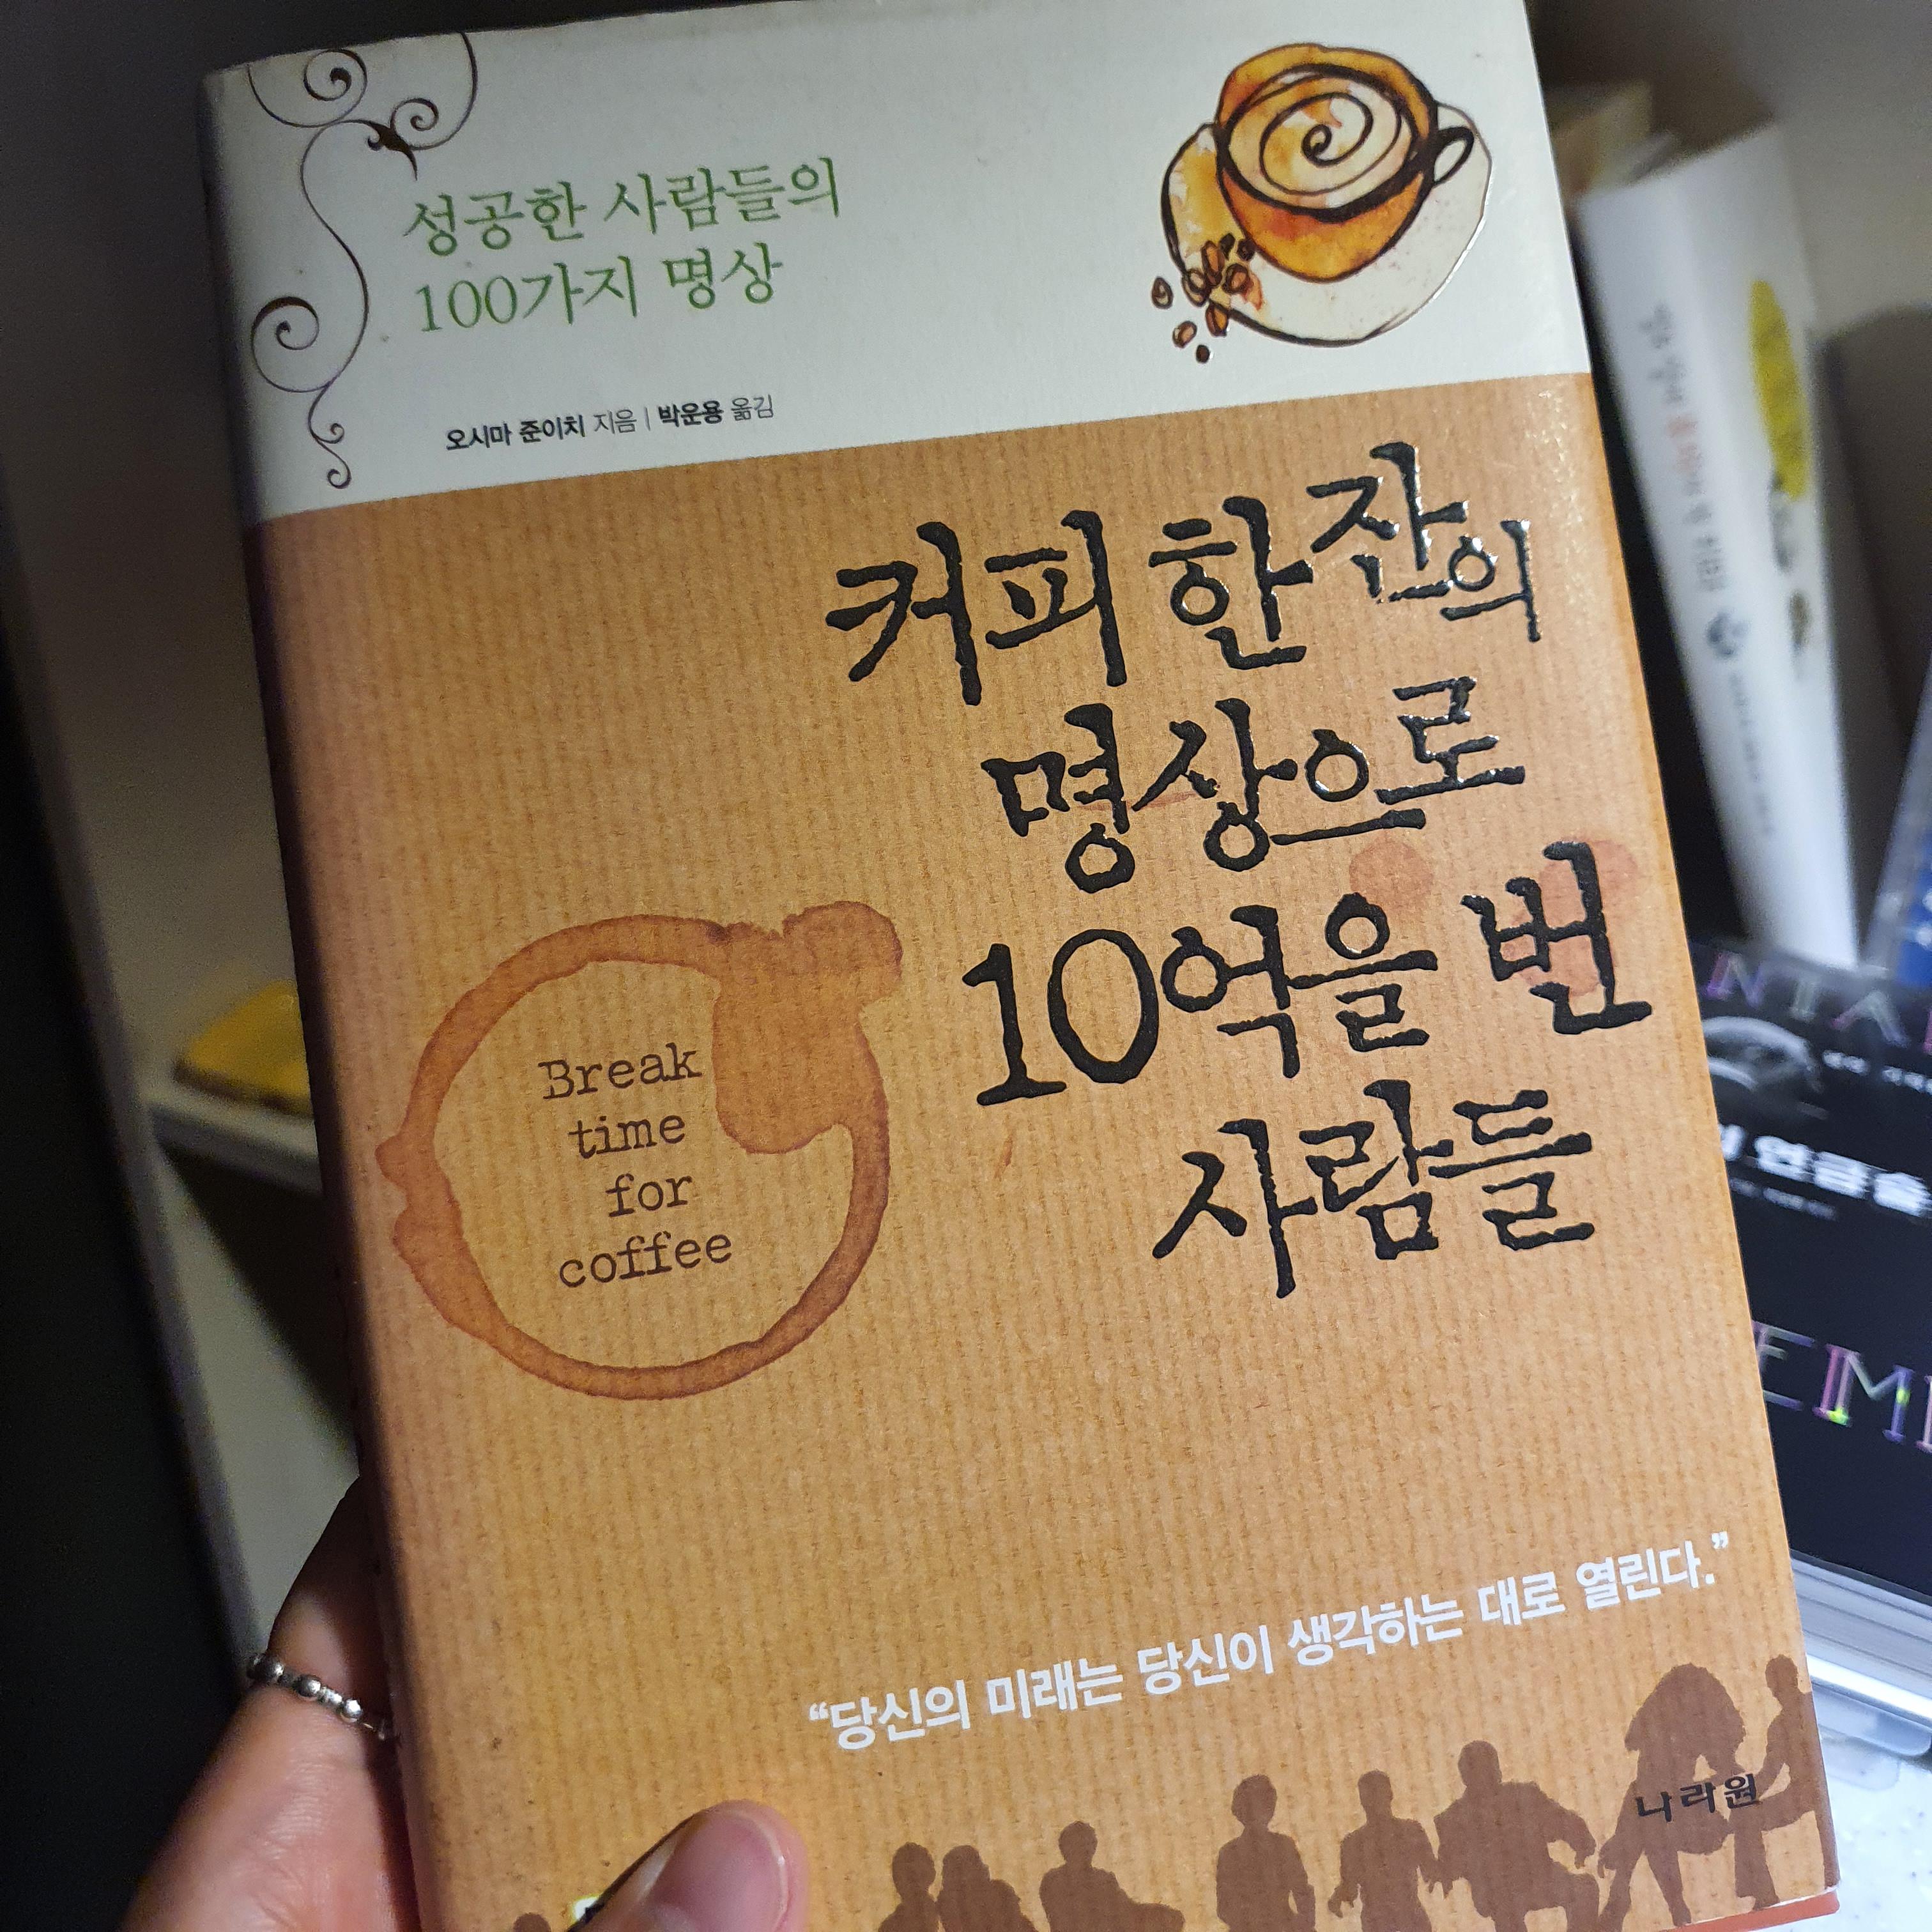 성공한 사람들의
100가지 명상
오시마 준이치 지음 | 박운용 옮김
커피 한 잔의
명상으로
10억을 번
사람들
Break
time
for
coffee
“당신의 미래는 당신이 생각하는 대로 열린다.”
나라원
연금술